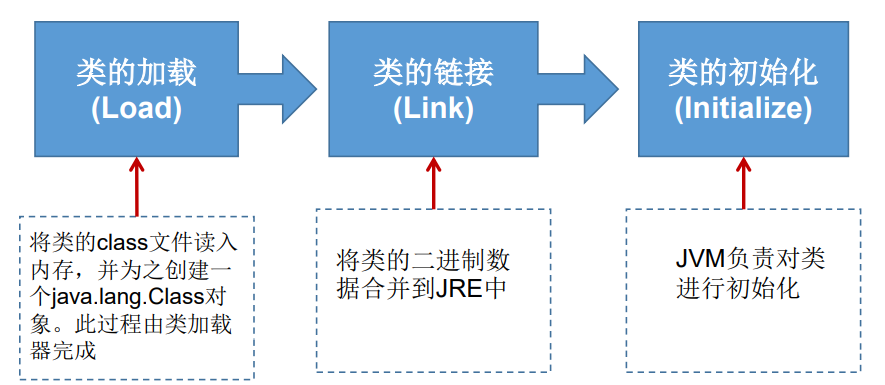 类的加载
(Load)
类的链接
(Link)
类的初始化
(Initialize)
将类的class文件读入
内存，并为之创建一
个java.lang.Class对
象。此过程由类加载
器完成
将类的二进制数
据合并到JRE中
JVM负责对类
进行初始化